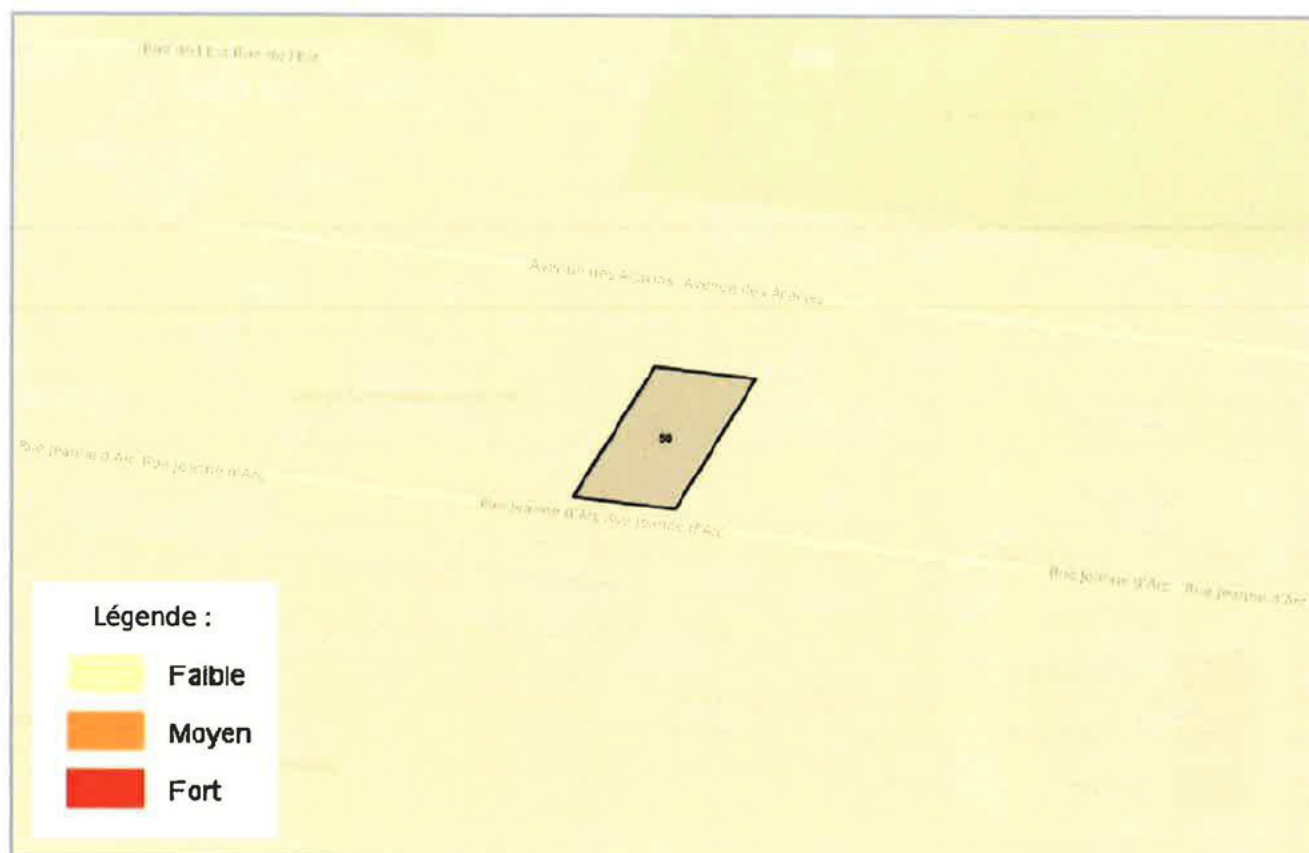 Avenue des Acacias Avenue des Acacias
50
Rue Jeanne d'Arc Rue Jeanne d'Arc
Rue Jeanne d'Arc Rue Jeanne d'Arc
Rue Jeanne d'Arc Rue Jeanne d'Arc
Légende :
Faible
Moyen
Fort